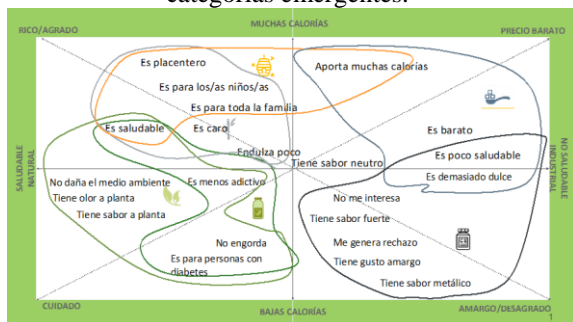 categorías emergentes.
RICO/AGRADO
MUCHAS CALORÍAS
PRECIO BARATO
Es placentero
Aporta muchas calorías
Es para los/as niños/as
Es para toda la familia
Es saludable
Es caro
Es barato
Endulza poco
Es poco saludable
Tiene sabor neutro
SALUDABLE
NATURAL
NO SALUDABLE
INDUSTRIAL
No daña el medio ambiente
Es menos adictivo
Es demasiado dulce
Tiene olor a planta
No me interesa
Tiene sabor a planta
Tiene sabor fuerte
No engorda
Me genera rechazo
Es para personas con
diabetes
Tiene gusto amargo
Tiene sabor metálico
CUIDADO
BAJAS CALORÍAS
AMARGO/DESAGRADO
1